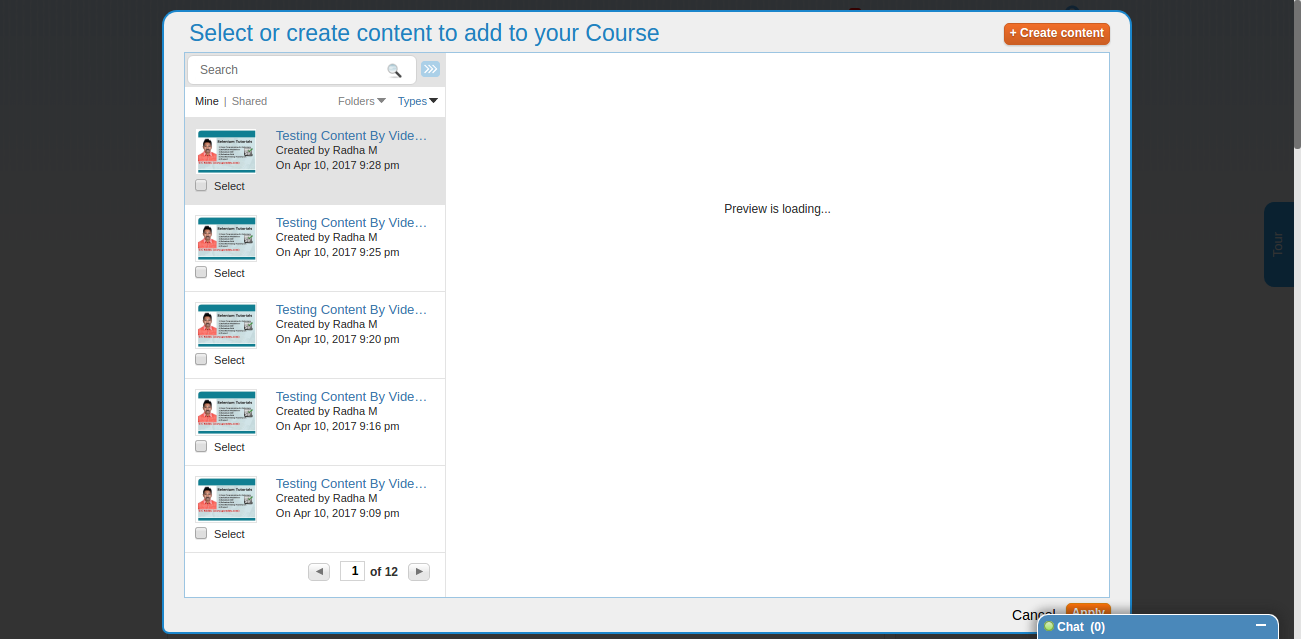 Select or create content to add to your Course
+ Create content
Search
Mine | Shared
Folders
Types
Testing Content By Vide...
Created by Radha M
On Apr 10, 2017 9:28 pm
Select
Testing Content By Vide...
Created by Radha M
On Apr 10, 2017 9:25 pm
Select
Testing Content By Vide...
Created by Radha M
On Apr 10, 2017 9:20 pm
Select
Testing Content By Vide...
Created by Radha M
On Apr 10, 2017 9:16 pm
Select
Testing Content By Vide...
Created by Radha M
On Apr 10, 2017 9:09 pm
Select
1 of 12
Preview is loading...
Tour
Cancel
Apply
Chat (0)